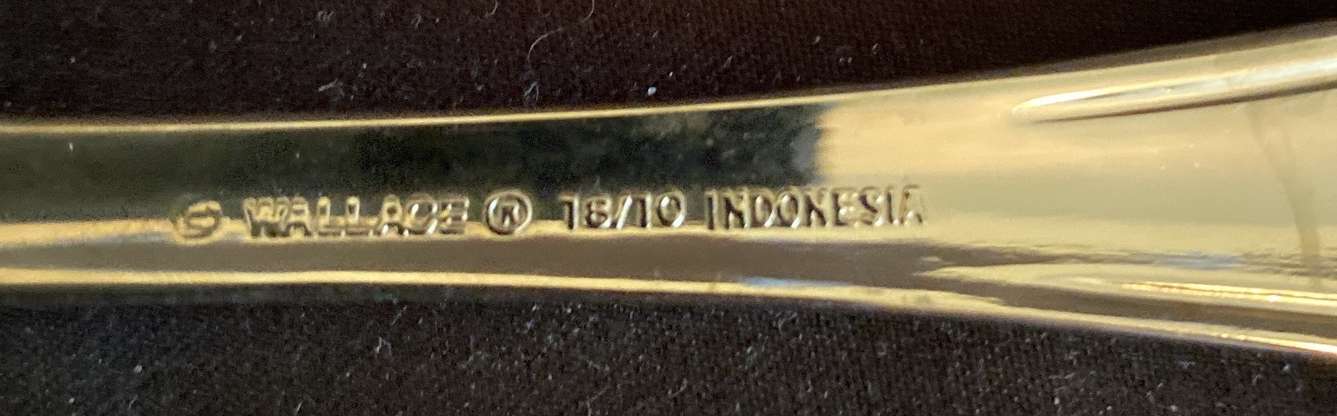 © WALLACE ® 18/10 INDONESIA